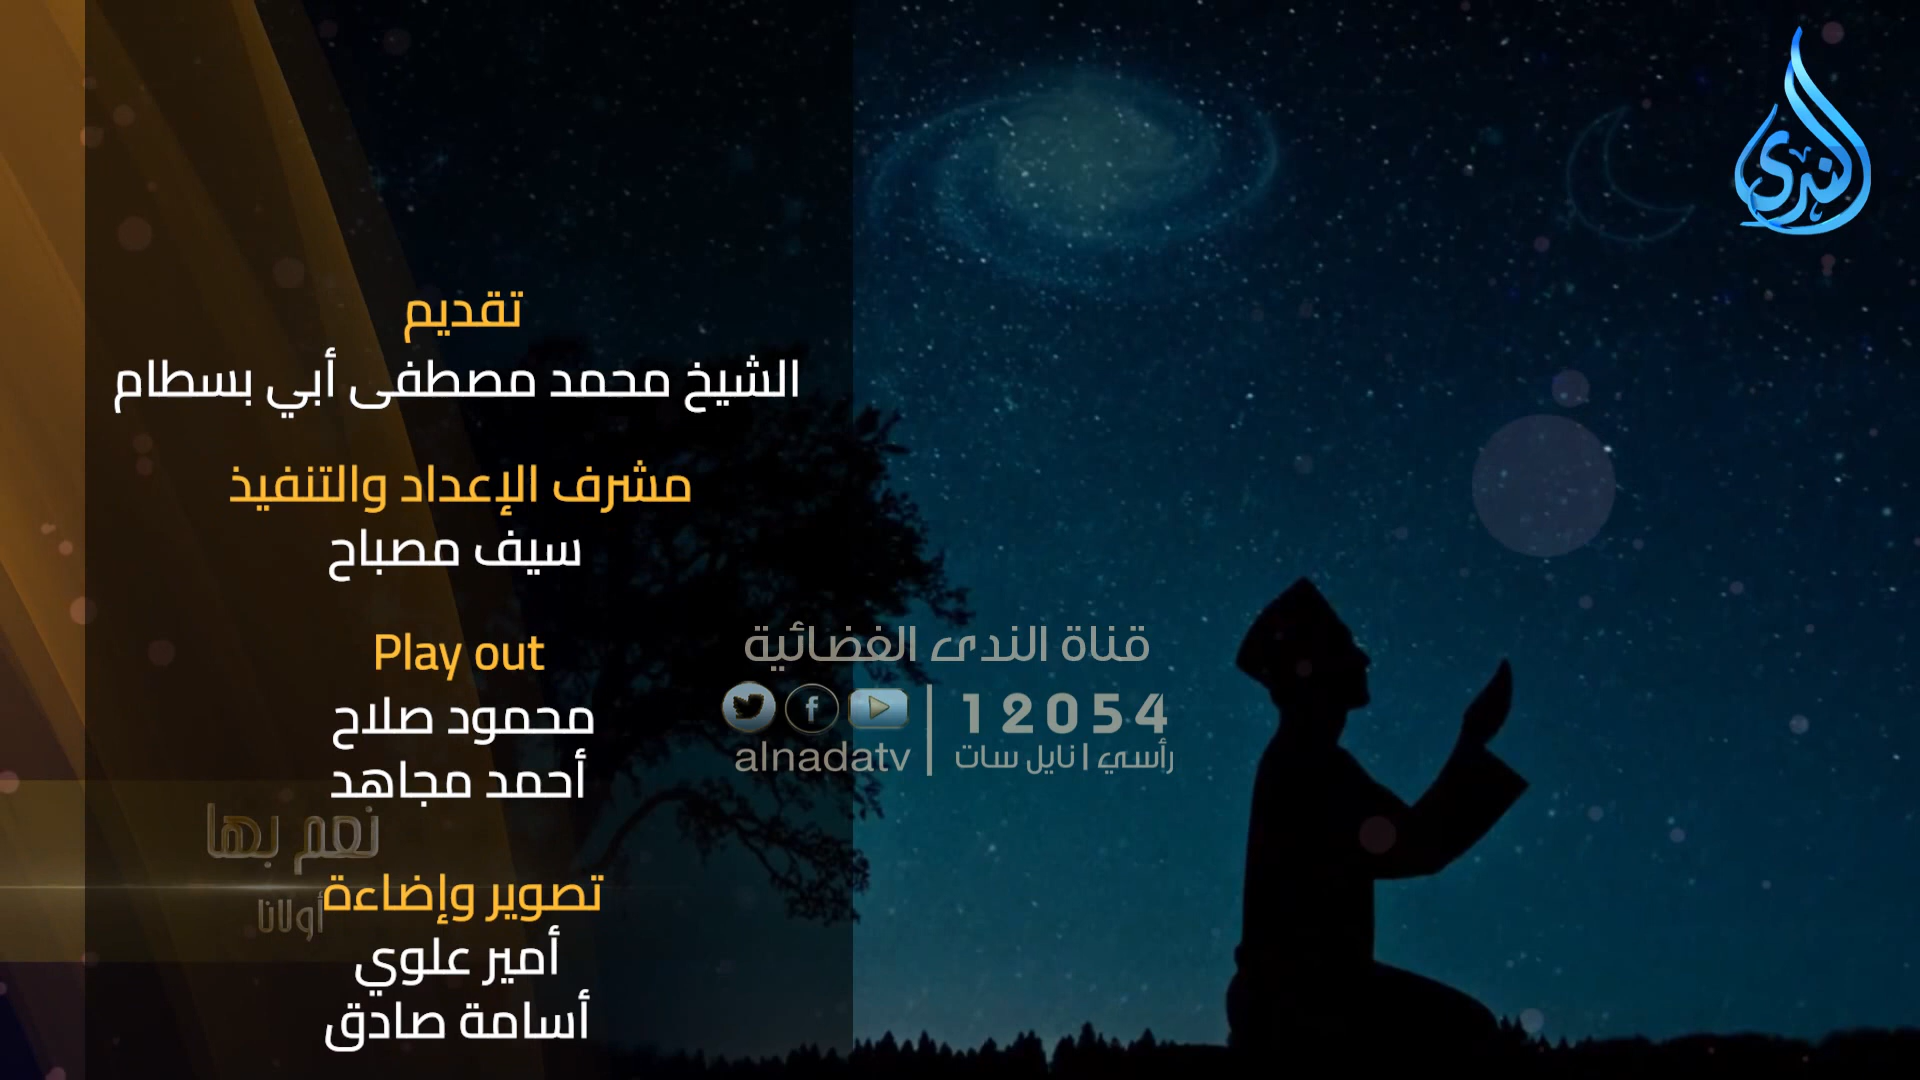 الندى
تقديم
الشيخ محمد مصطفى أبي بسطام
مشرف الإعداد والتنفيذ
سيف مصباح
Play out
محمود صلاح
أحمد مجاهد
تصوير وإضاءة
أمير علوي
أسامة صادق
نعم بها
أولانا
قناة الندى الفضائية
12054
رأسي | نايل سات
alnadatv